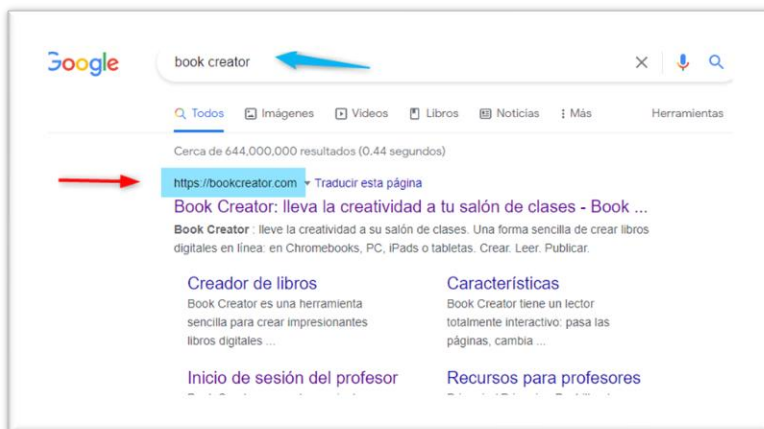 Google
book creator
Todos Imágenes Videos Libros Noticias Más Herramientas
Cerca de 644,000,000 resultados (0.44 segundos)
https://bookcreator.com Traducir esta página
Book Creator: lleva la creatividad a tu salón de clases - Book ...
Book Creator : lleve la creatividad a su salón de clases. Una forma sencilla de crear libros
digitales en línea: en Chromebooks, PC, iPads o tabletas. Crear. Leer. Publicar.
Creador de libros
Book Creator es una herramienta
sencilla para crear impresionantes
libros digitales ...
Características
Book Creator tiene un lector
totalmente interactivo: pasa las
páginas, cambia ...
Inicio de sesión del profesor
Recursos para profesores